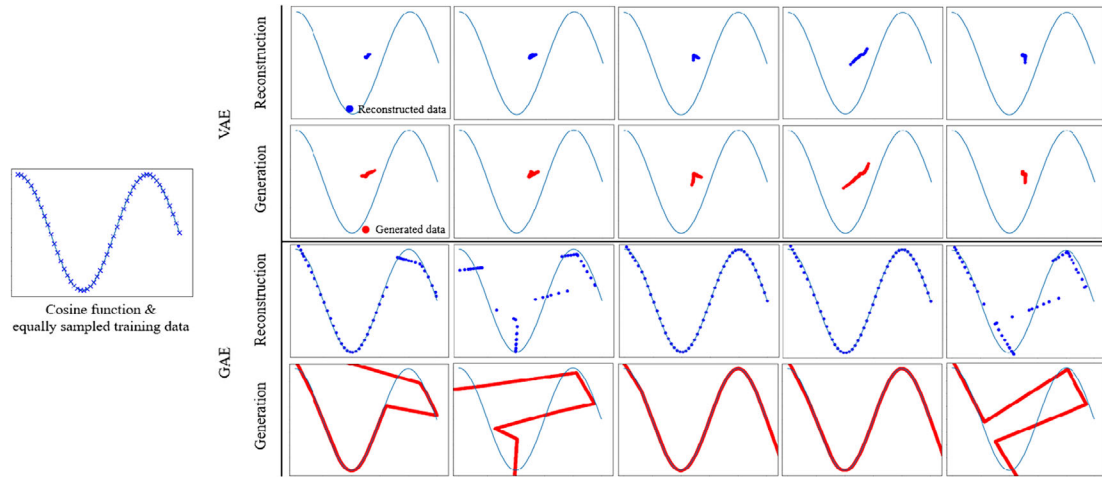 VAE
Reconstruction
Reconstructed data
Generation
Generated data
Cosine function &
equally sampled training data
GAE
Reconstruction
Generation